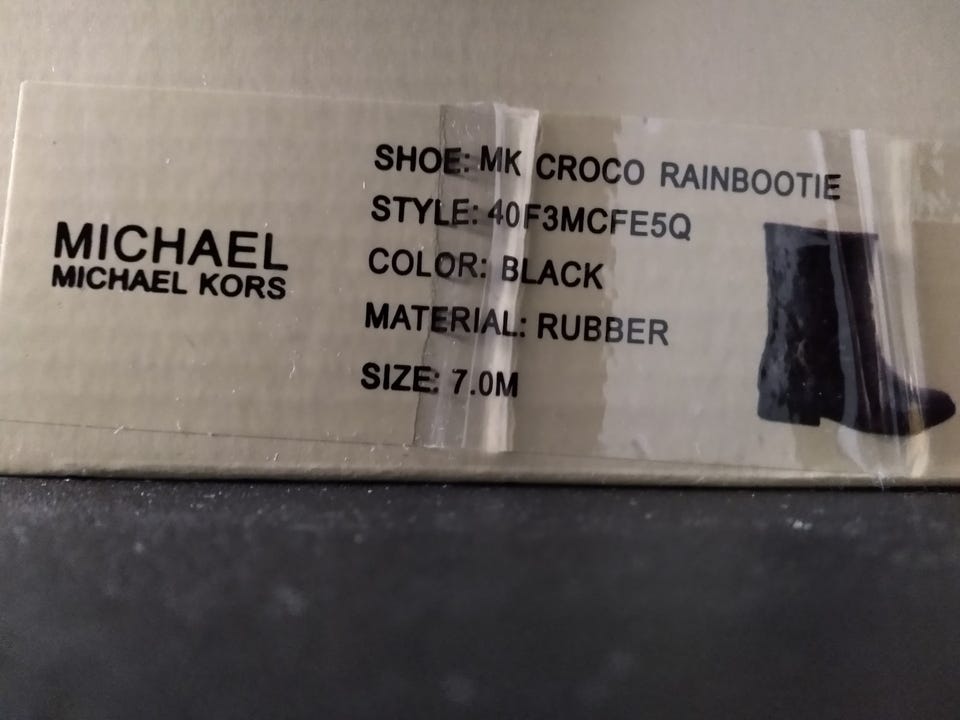 MICHAEL
MICHAEL KORS
SHOE: MK CROCO RAINBOOTIE
STYLE: 40F3MCFE5Q
COLOR: BLACK
MATERIAL: RUBBER
SIZE: 7.0M